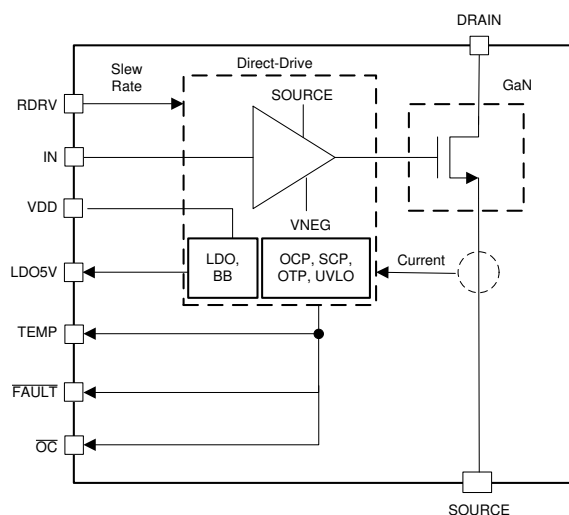 DRAIN
Slew
Rate
Direct-Drive
GaN
RDRV
SOURCE
IN
VDD
VNEG
LDO,
BB
OCP, SCP,
OTP, UVLO
Current
LDO5V
TEMP
FAULT
OC
SOURCE